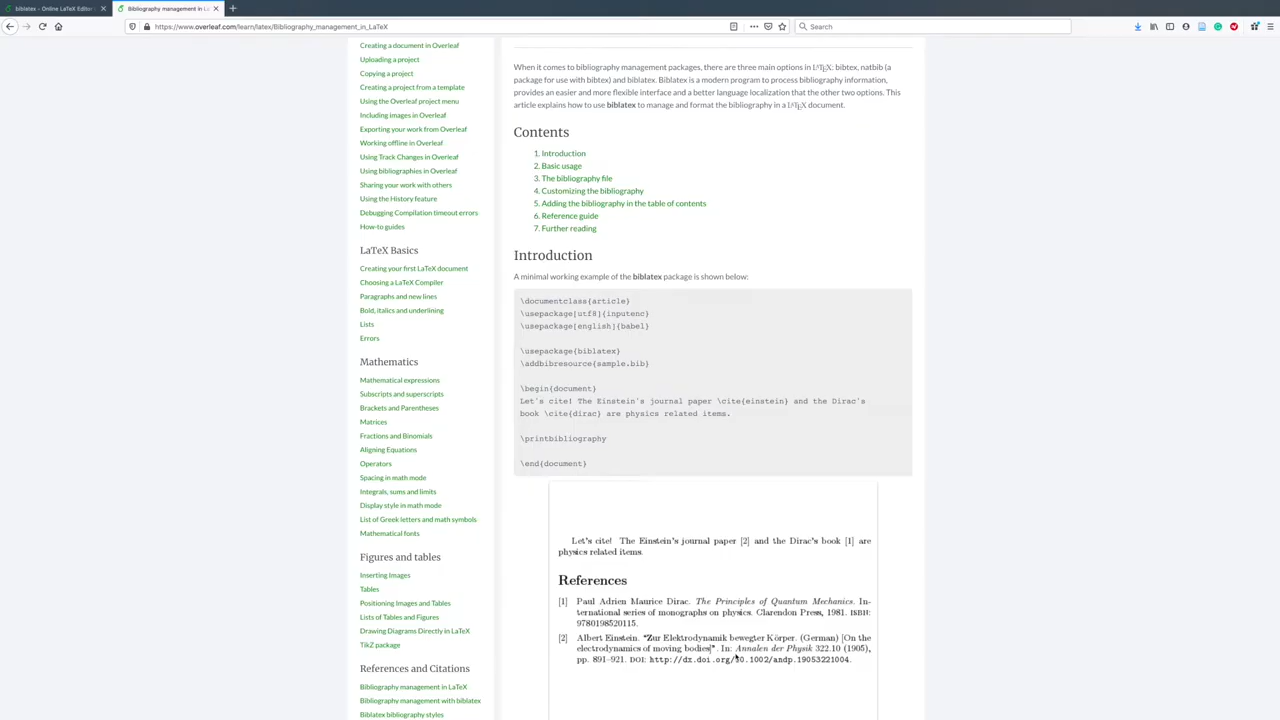 biblatex - Online LaTeX Editor
Bibliography management in La
https://www.overleaf.com/learn/latex/Bibliography_management_in_LaTeX
Search
Creating a document in Overleaf
Uploading a project
Copying a project
Creating a project from a template
Using the Overleaf project menu
Including images in Overleaf
Exporting your work from Overleaf
Working offline in Overleaf
Using Track Changes in Overleaf
Using bibliographies in Overleaf
Sharing your work with others
Using the History feature
Debugging Compilation timeout errors
How-to guides
LaTeX Basics
Creating your first LaTeX document
Choosing a LaTeX Compiler
Paragraphs and new lines
Bold, italics and underlining
Lists
Errors
Mathematics
Mathematical expressions
Subscripts and superscripts
Brackets and Parentheses
Matrices
Fractions and Binomials
Aligning Equations
Operators
Spacing in math mode
Integrals, sums and limits
Display style in math mode
List of Greek letters and math symbols
Mathematical fonts
Figures and tables
Inserting Images
Tables
Positioning Images and Tables
Lists of Tables and Figures
Drawing Diagrams Directly in LaTeX
TikZ package
References and Citations
Bibliography management in LaTeX
Bibliography management with biblatex
Biblatex bibliography styles
When it comes to bibliography management packages, there are three main options in LaTeX: bibtex, natbib (a
package for use with bibtex) and biblatex. Biblatex is a modern program to process bibliography information,
provides an easier and more flexible interface and a better language localization that the other two options. This
article explains how to use biblatex to manage and format the bibliography in a LaTeX document.
Contents
1. Introduction
2. Basic usage
3. The bibliography file
4. Customizing the bibliography
5. Adding the bibliography in the table of contents
6. Reference guide
7. Further reading
Introduction
A minimal working example of the biblatex package is shown below:
\documentclass{article}
\usepackage[utf8]{inputenc}
\usepackage[english]{babel}
\usepackage{biblatex}
\addbibresource{sample.bib}
\begin{document}
Let's cite! The Einstein's journal paper \cite{einstein} and the Dirac's
book \cite{dirac} are physics related items.
\printbibliography
\end{document}
Let's cite! The Einstein's journal paper [2] and the Dirac's book [1] are
physics related items.
References
[1] Paul Adrien Maurice Dirac. The Principles of Quantum Mechanics. In-
ternational series of monographs on physics. Clarendon Press, 1981. ISBN:
9780198520115.
[2] Albert Einstein. "Zur Elektrodynamik bewegter Körper. (German) [On the
electrodynamics of moving bodies]". In: Annalen der Physik 322.10 (1905),
pp. 891–921. DOI: http://dx.doi.org/10.1002/andp.19053221004.